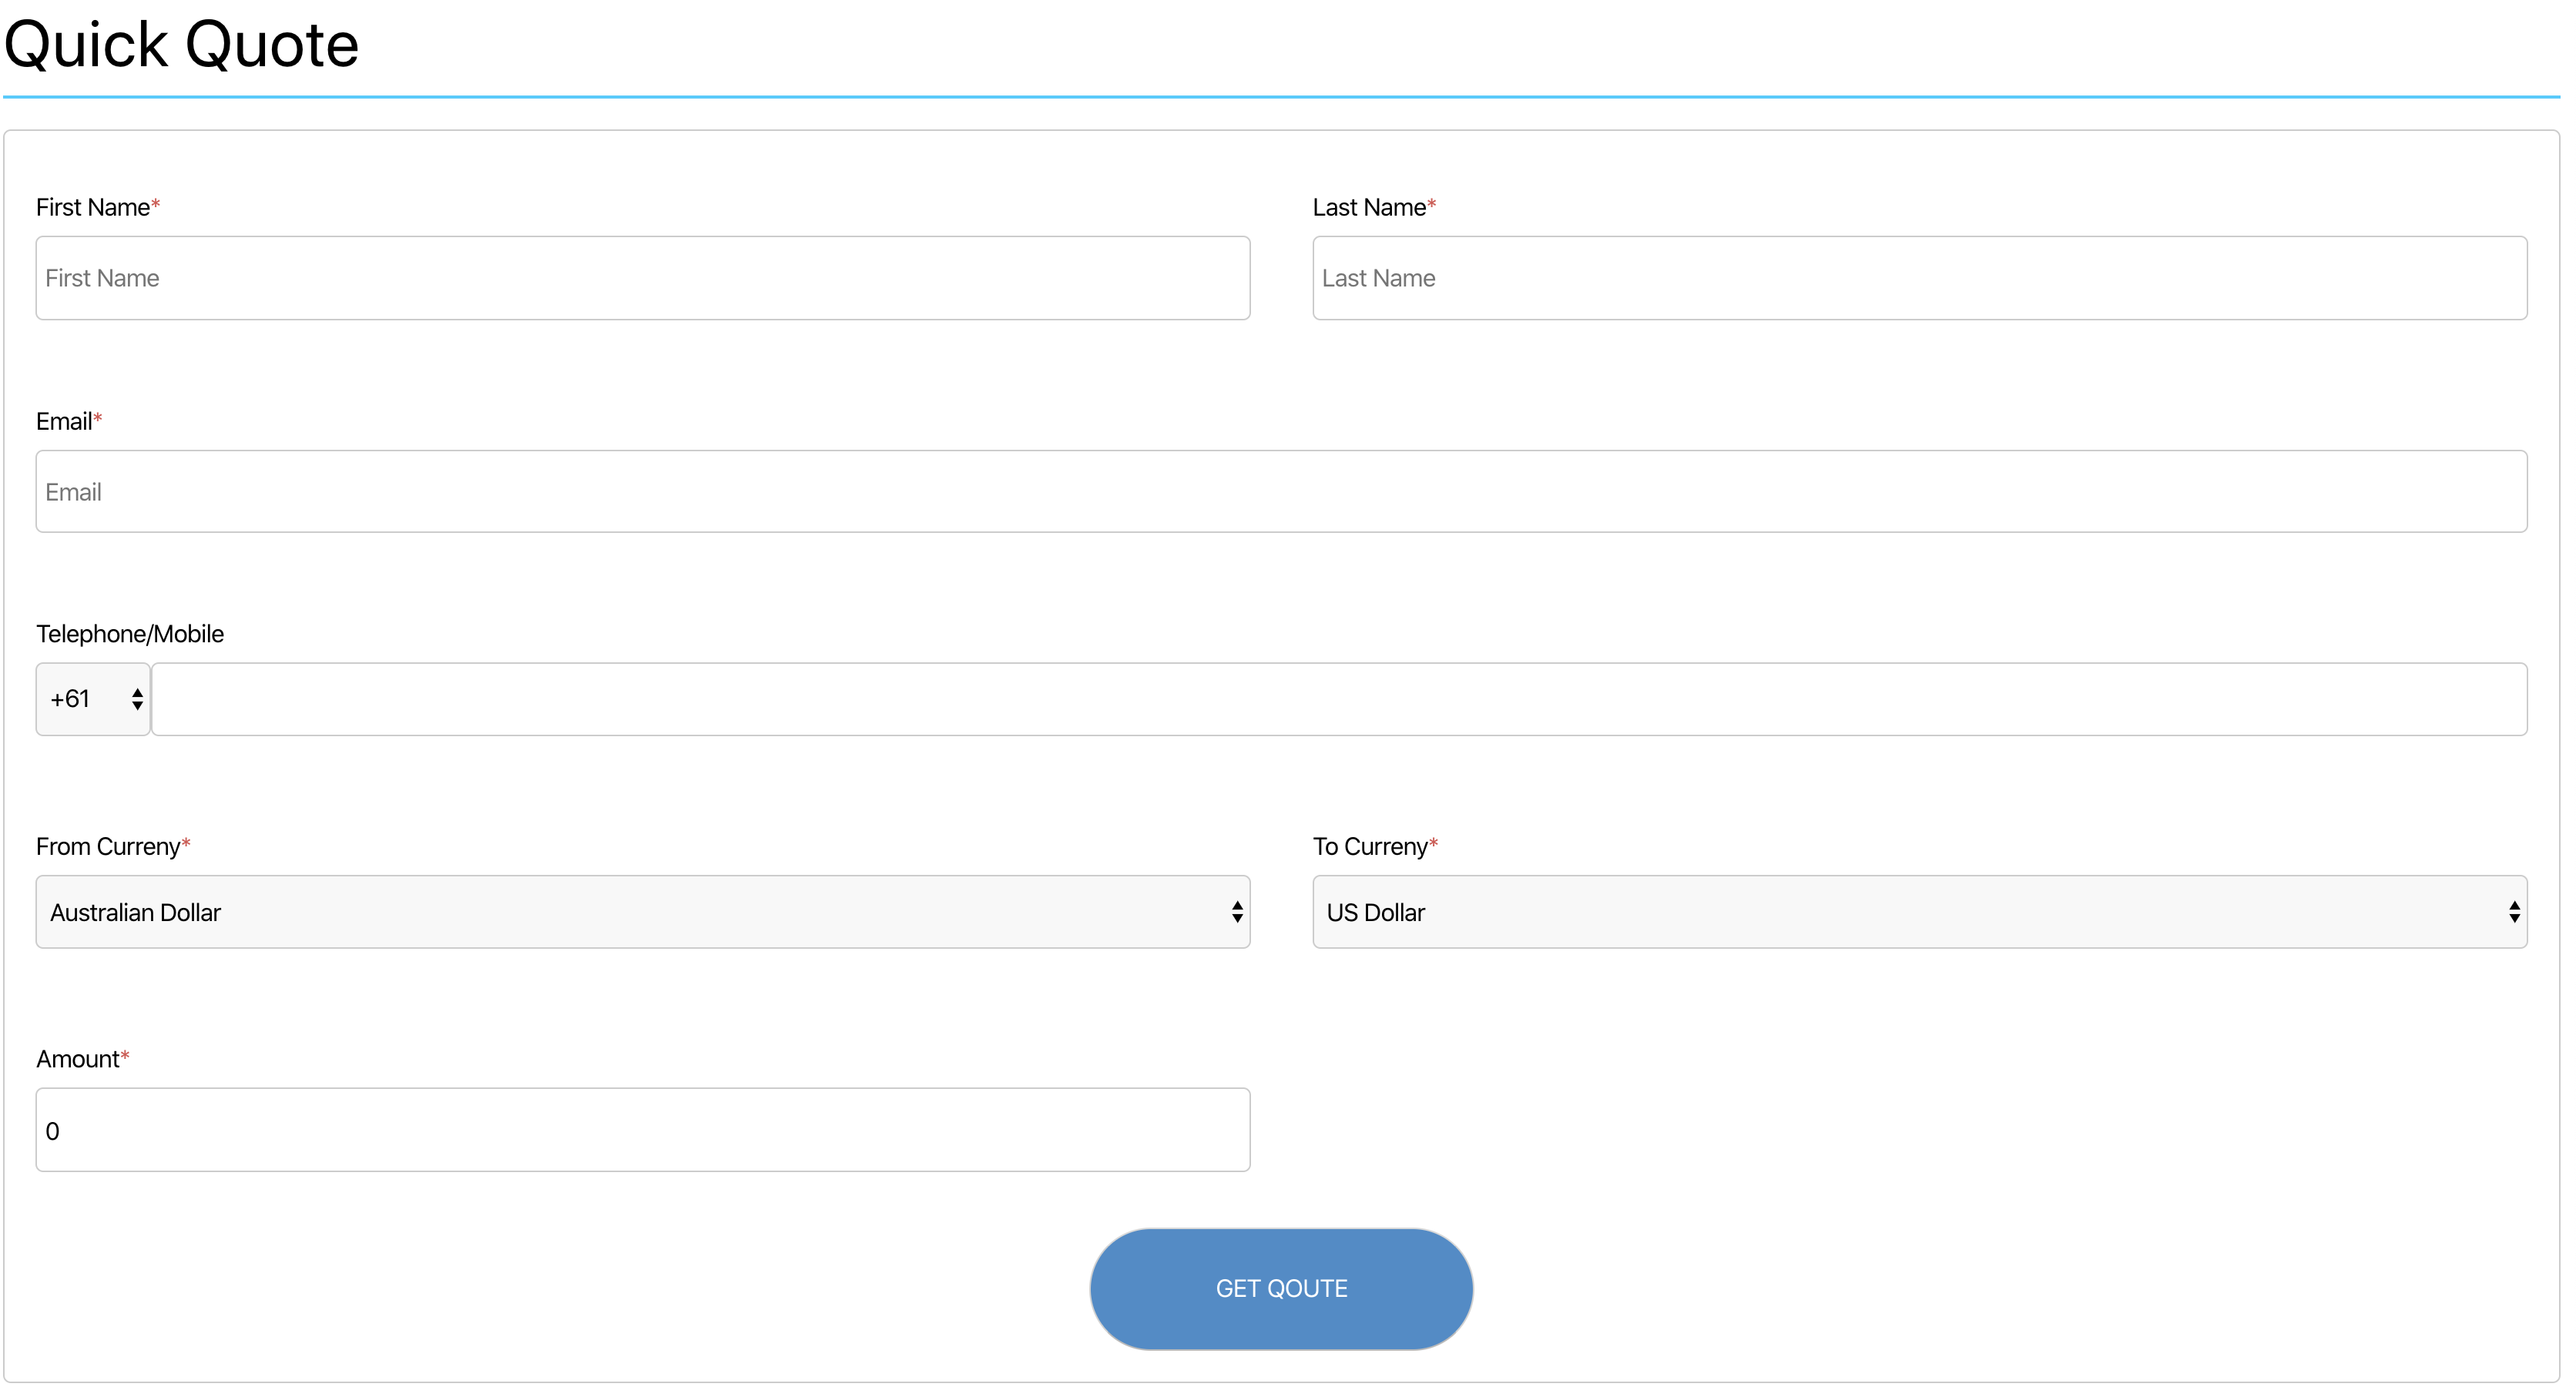 Quick Quote
First Name* Last Name*
First Name Last Name
Email*
Email
Telephone/Mobile
+61
From Curreny* To Curreny*
Australian Dollar US Dollar
Amount*
0
GET QOUTE